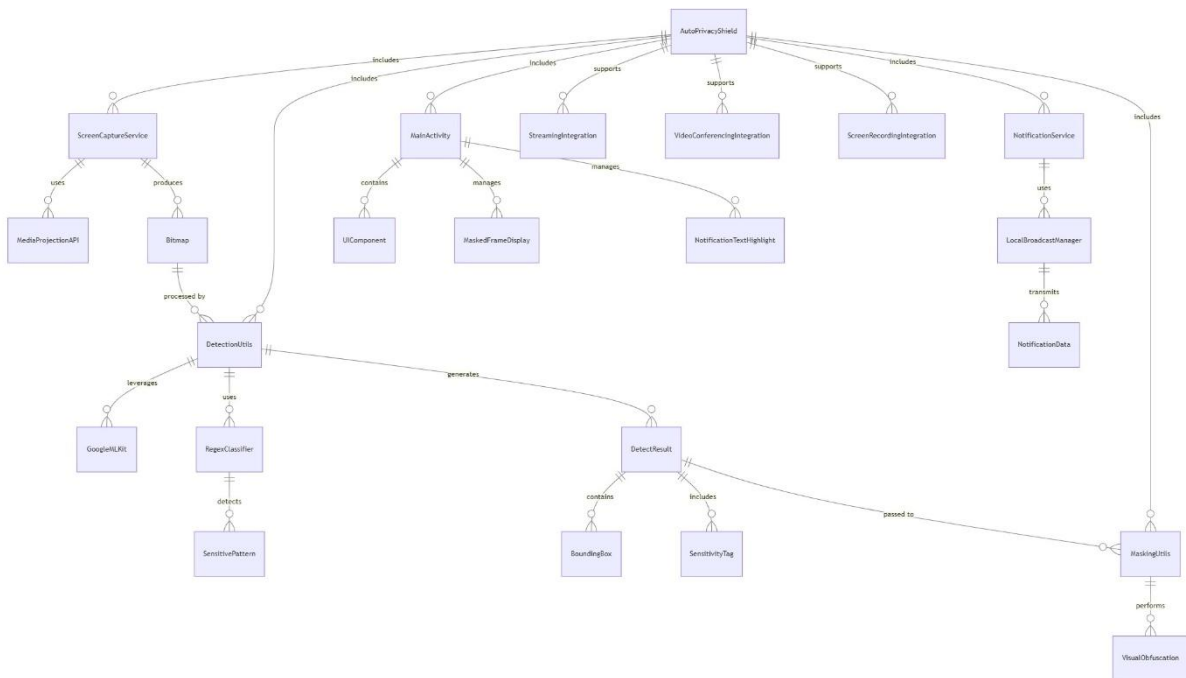 AutoPrivacyShield
includes
includes
includes
supports
supports
supports
includes
includes
ScreenCaptureService
MainActivity
StreamingIntegration
VideoConferencingIntegration
ScreenRecordingIntegration
NotificationService
uses
produces
contains
manages
manages
uses
MediaProjectionAPI
Bitmap
UIComponent
MaskedFrameDisplay
NotificationTextHighlight
LocalBroadcastManager
processed by
transmits
DetectionUtils
NotificationData
leverages
uses
generates
GoogleMLKit
RegexClassifier
DetectResult
detects
contains
includes
passed to
SensitivePattern
BoundingBox
SensitivityTag
MaskingUtils
performs
VisualObfuscation